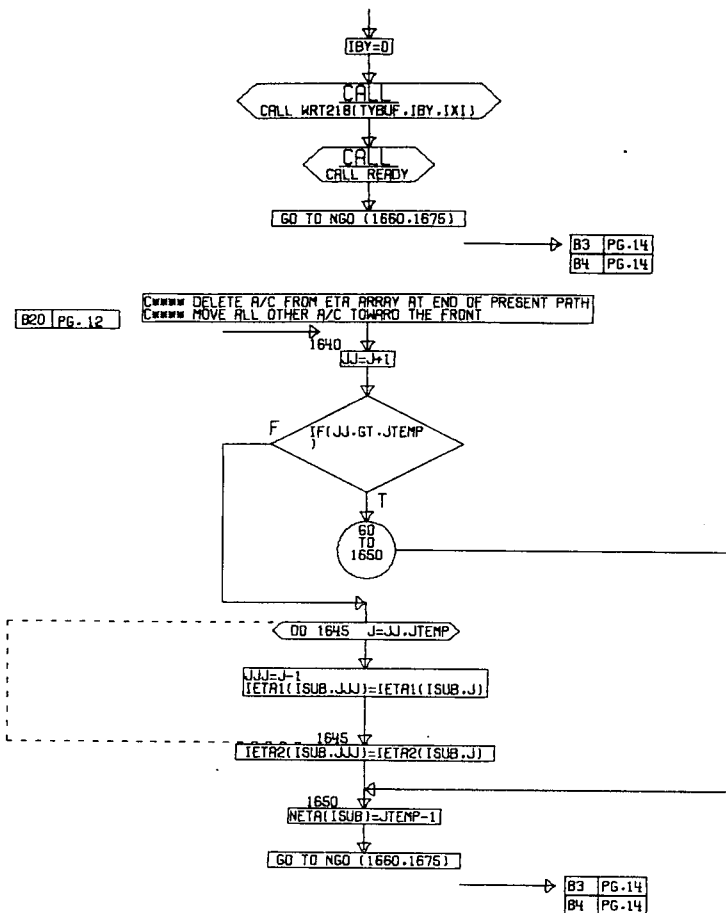 IBY=0
CALL
CALL WRT218(TYBUF.IBY.IXI)
CALL
CALL READY
GO TO NGO (1660.1675)
B3 PG.14
B4 PG.14
C**** DELETE A/C FROM ETA ARRAY AT END OF PRESENT PATH
C**** MOVE ALL OTHER A/C TOWARD THE FRONT
B20 PG.12
1640
JJ=J+1
F
IF(JJ.GT.JTEMP
)
T
GO
TO
1650
DO 1645 J=JJ.JTEMP
JJJ=J-1
IETA1(ISUB.JJJ)=IETA1(ISUB.J)
1645
IETA2(ISUB.JJJ)=IETA2(ISUB.J)
1650
NETA(ISUB)=JTEMP-1
GO TO NGO (1660.1675)
B3 PG.14
B4 PG.14